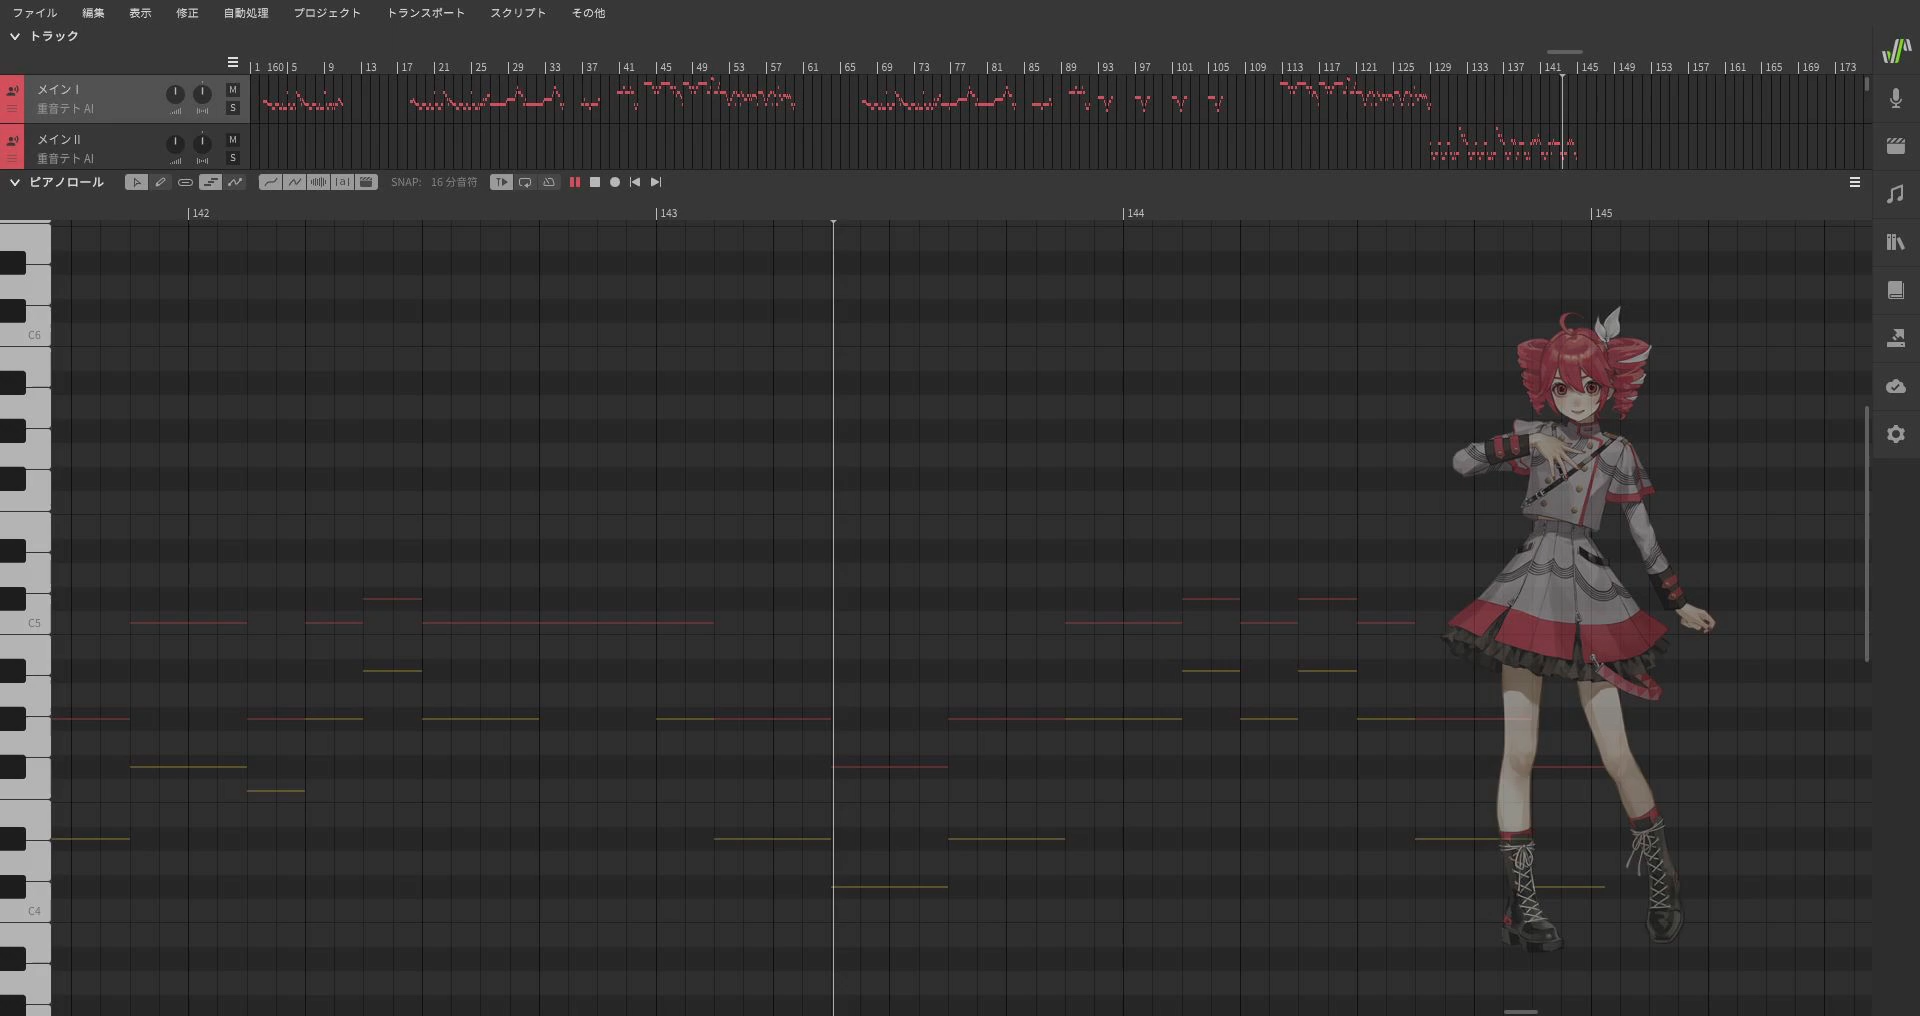 ファイル 編集 表示 修正 自動処理 プロジェクト トランスポート スクリプト その他
トラック
1 160 5 9 13 17 21 25 29 33 37 41 45 49 53 57 61 65 69 73 77 81 85 89 93 97 101 105 109 113 117 121 125 129 133 137 141 145 149 153 157 161 165 169 173
メイン I M
重音テト AI S
メイン II M
重音テト AI S
ピアノロール SNAP: 16 分音符
142 143 144 145
C6
C5
C4